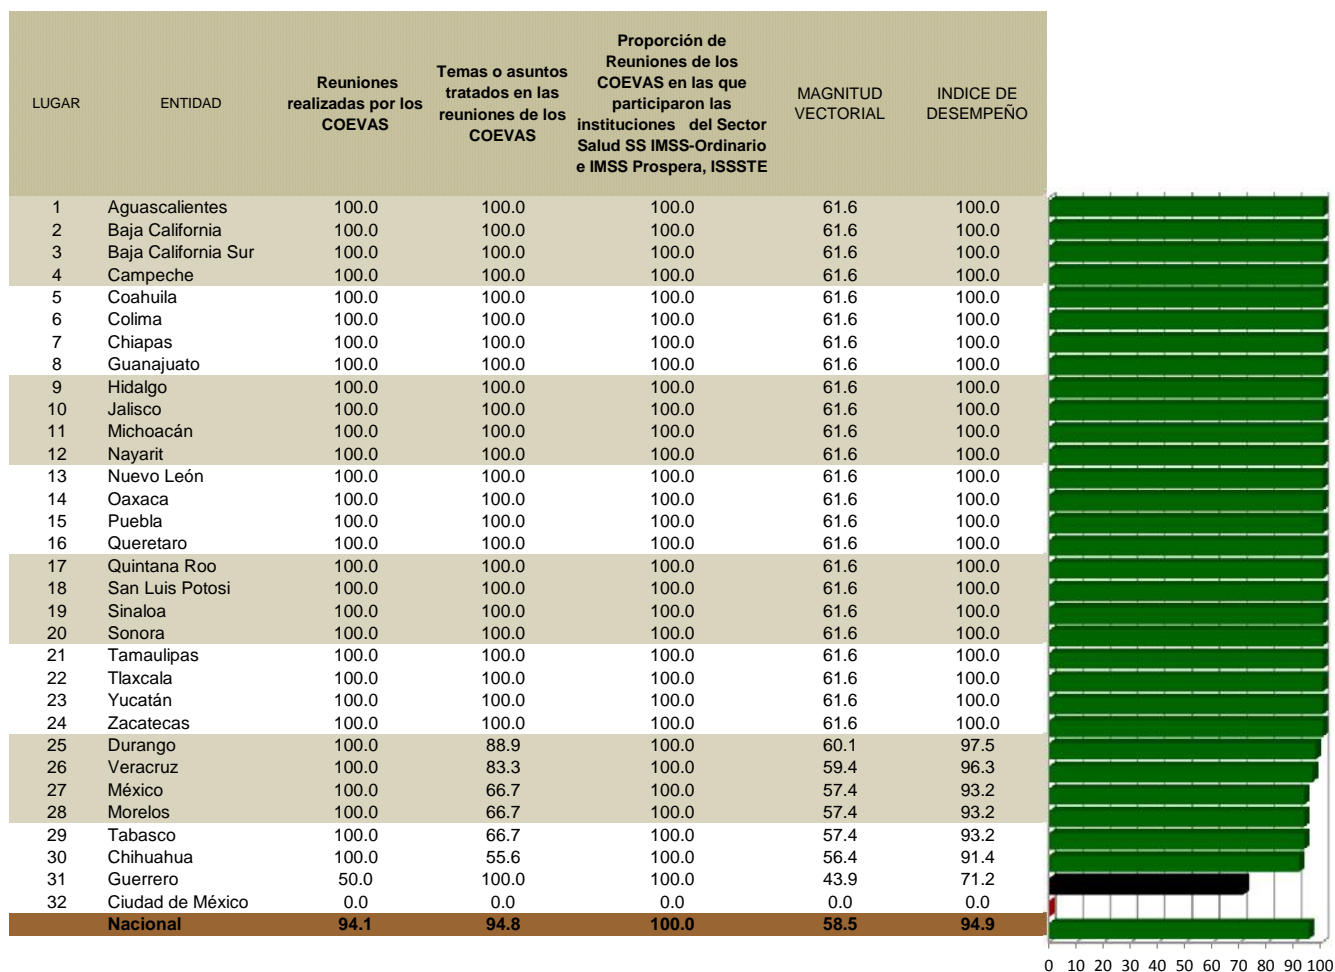 LUGAR ENTIDAD Reuniones realizadas por los COEVAS Temas o asuntos tratados en las reuniones de los COEVAS Proporción de Reuniones de los COEVAS en las que participaron las instituciones del Sector Salud SS IMSS-Ordinario e IMSS Prospera, ISSSTE MAGNITUD VECTORIAL INDICE DE DESEMPEÑO
1 Aguascalientes 100.0 100.0 100.0 61.6 100.0
2 Baja California 100.0 100.0 100.0 61.6 100.0
3 Baja California Sur 100.0 100.0 100.0 61.6 100.0
4 Campeche 100.0 100.0 100.0 61.6 100.0
5 Coahuila 100.0 100.0 100.0 61.6 100.0
6 Colima 100.0 100.0 100.0 61.6 100.0
7 Chiapas 100.0 100.0 100.0 61.6 100.0
8 Guanajuato 100.0 100.0 100.0 61.6 100.0
9 Hidalgo 100.0 100.0 100.0 61.6 100.0
10 Jalisco 100.0 100.0 100.0 61.6 100.0
11 Michoacán 100.0 100.0 100.0 61.6 100.0
12 Nayarit 100.0 100.0 100.0 61.6 100.0
13 Nuevo León 100.0 100.0 100.0 61.6 100.0
14 Oaxaca 100.0 100.0 100.0 61.6 100.0
15 Puebla 100.0 100.0 100.0 61.6 100.0
16 Queretaro 100.0 100.0 100.0 61.6 100.0
17 Quintana Roo 100.0 100.0 100.0 61.6 100.0
18 San Luis Potosi 100.0 100.0 100.0 61.6 100.0
19 Sinaloa 100.0 100.0 100.0 61.6 100.0
20 Sonora 100.0 100.0 100.0 61.6 100.0
21 Tamaulipas 100.0 100.0 100.0 61.6 100.0
22 Tlaxcala 100.0 100.0 100.0 61.6 100.0
23 Yucatán 100.0 100.0 100.0 61.6 100.0
24 Zacatecas 100.0 100.0 100.0 61.6 100.0
25 Durango 100.0 88.9 100.0 60.1 97.5
26 Veracruz 100.0 83.3 100.0 59.4 96.3
27 México 100.0 66.7 100.0 57.4 93.2
28 Morelos 100.0 66.7 100.0 57.4 93.2
29 Tabasco 100.0 66.7 100.0 57.4 93.2
30 Chihuahua 100.0 55.6 100.0 56.4 91.4
31 Guerrero 50.0 100.0 100.0 43.9 71.2
32 Ciudad de México 0.0 0.0 0.0 0.0 0.0
Nacional 94.1 94.8 100.0 58.5 94.9
0 10 20 30 40 50 60 70 80 90 100